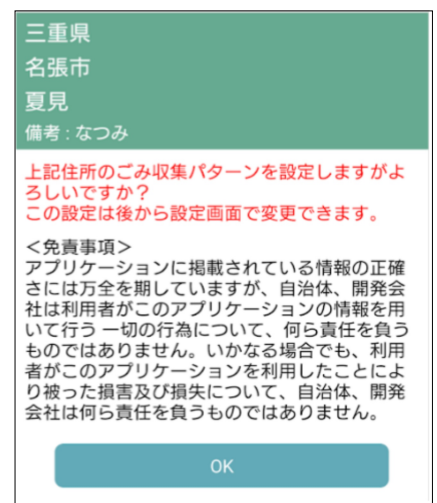 三重県
名張市
夏見
備考 : なつみ
上記住所のごみ収集パターンを設定しますがよ
ろしいですか？
この設定は後から設定画面で変更できます。
＜免責事項＞
アプリケーションに掲載されている情報の正確
さには万全を期していますが、自治体、開発会
社は利用者がこのアプリケーションの情報を用
いて行う 一切の行為について、何ら責任を負う
ものではありません。いかなる場合でも、利用
者がこのアプリケーションを利用したことによ
り被った損害及び損失について、自治体、開発
会社は何ら責任を負うものではありません。
OK